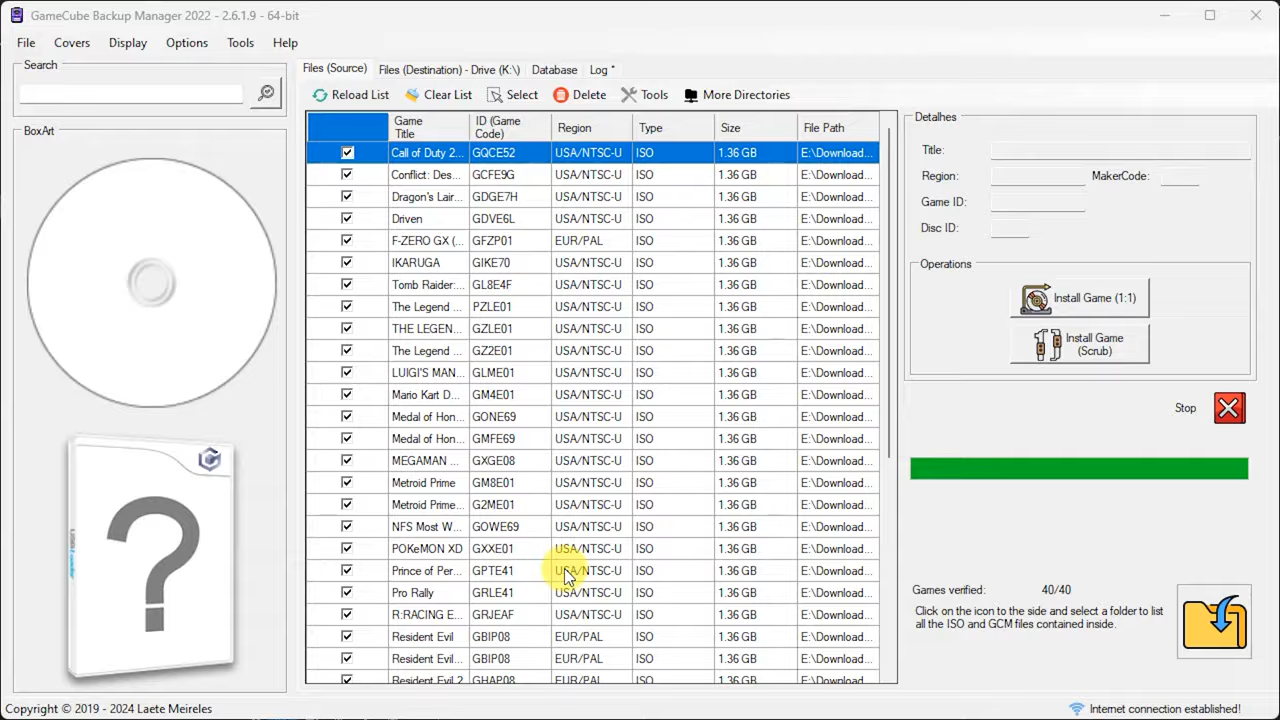 GameCube Backup Manager 2022 - 2.6.1.9 - 64-bit
File Covers Display Options Tools Help
Search
BoxArt
Files (Source) Files (Destination) - Drive (K:\) Database Log *
Reload List Clear List Select Delete Tools More Directories
Game Title ID (Game Code) Region Type Size File Path
Call of Duty 2... GQCE52 USA/NTSC-U ISO 1.36 GB E:\Download...
Conflict: Des... GCFE9G USA/NTSC-U ISO 1.36 GB E:\Download...
Dragon's Lair... GDGE7H USA/NTSC-U ISO 1.36 GB E:\Download...
Driven GDVE6L USA/NTSC-U ISO 1.36 GB E:\Download...
F-ZERO GX (... GFZP01 EUR/PAL ISO 1.36 GB E:\Download...
IKARUGA GIKE70 USA/NTSC-U ISO 1.36 GB E:\Download...
Tomb Raider:... GL8E4F USA/NTSC-U ISO 1.36 GB E:\Download...
The Legend ... PZLE01 USA/NTSC-U ISO 1.36 GB E:\Download...
THE LEGEN... GZLE01 USA/NTSC-U ISO 1.36 GB E:\Download...
The Legend ... GZ2E01 USA/NTSC-U ISO 1.36 GB E:\Download...
LUIGI'S MAN... GLME01 USA/NTSC-U ISO 1.36 GB E:\Download...
Mario Kart D... GM4E01 USA/NTSC-U ISO 1.36 GB E:\Download...
Medal of Hon... GONE69 USA/NTSC-U ISO 1.36 GB E:\Download...
Medal of Hon... GMFE69 USA/NTSC-U ISO 1.36 GB E:\Download...
MEGAMAN ... GXGE08 USA/NTSC-U ISO 1.36 GB E:\Download...
Metroid Prime GM8E01 USA/NTSC-U ISO 1.36 GB E:\Download...
Metroid Prime... G2ME01 USA/NTSC-U ISO 1.36 GB E:\Download...
NFS Most W... GOWE69 USA/NTSC-U ISO 1.36 GB E:\Download...
POKeMON XD GXXE01 USA/NTSC-U ISO 1.36 GB E:\Download...
Prince of Per... GPTE41 USA/NTSC-U ISO 1.36 GB E:\Download...
Pro Rally GRLE41 USA/NTSC-U ISO 1.36 GB E:\Download...
R:RACING E... GRJEAF USA/NTSC-U ISO 1.36 GB E:\Download...
Resident Evil GBIP08 EUR/PAL ISO 1.36 GB E:\Download...
Resident Evil... GBIP08 EUR/PAL ISO 1.36 GB E:\Download...
Resident Evil 2 GHAP08 EUR/PAL ISO 1.36 GB E:\Download...
Detalhes
Title:
Region: MakerCode:
Game ID:
Disc ID:
Operations
Install Game (1:1)
Install Game
(Scrub)
Stop
Games verified: 40/40
Click on the icon to the side and select a folder to list
all the ISO and GCM files contained inside.
Copyright © 2019 - 2024 Laete Meireles
Internet connection established!